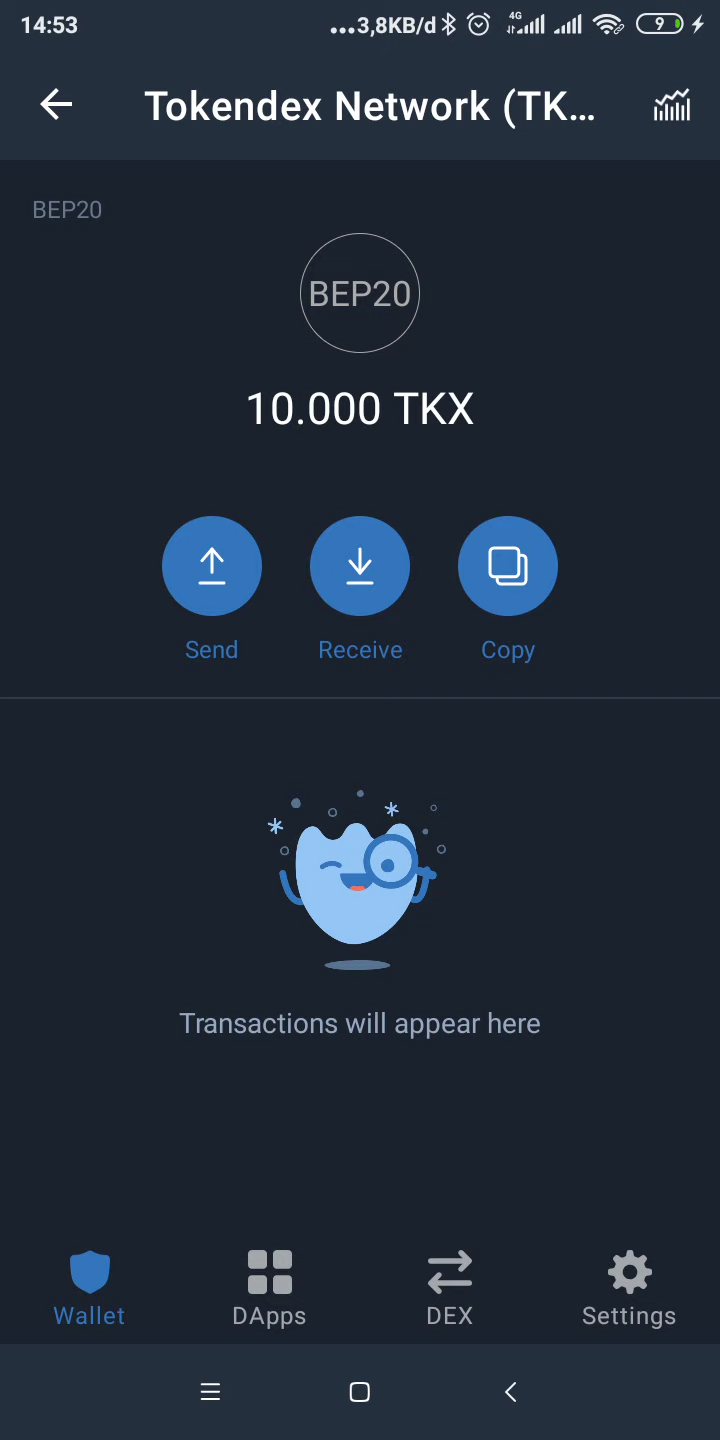 14:53
...3,8KB/d 4G 9
Tokendex Network (TK...
BEP20
BEP20
10.000 TKX
Send Receive Copy
Transactions will appear here
Wallet DApps DEX Settings